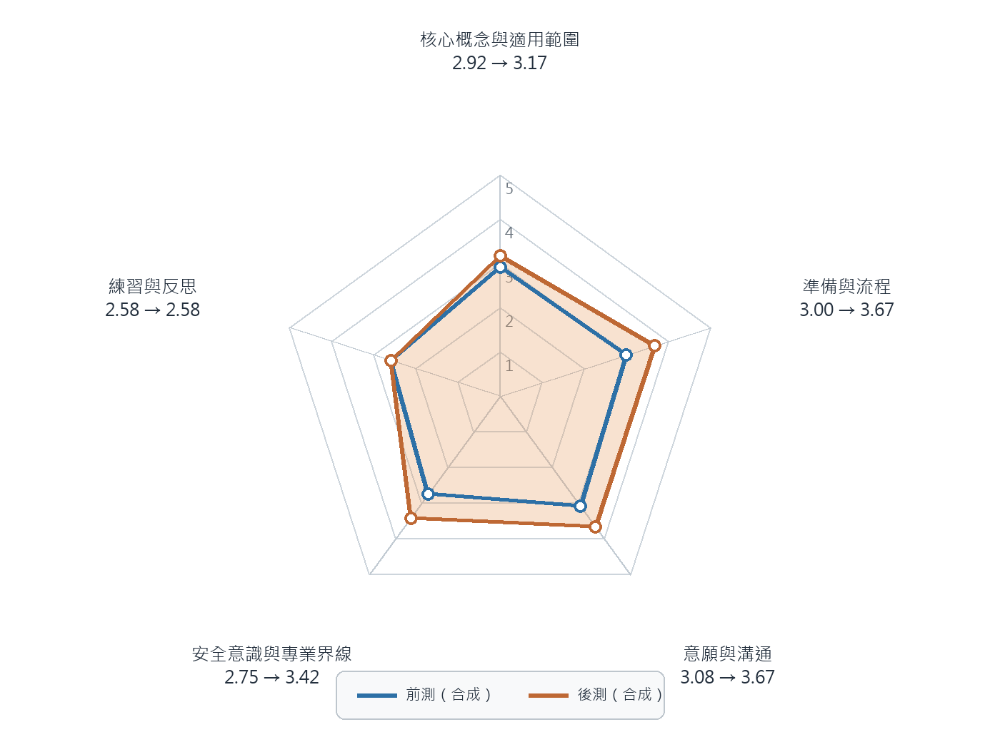 核心概念與適用範圍
2.92 → 3.17
5
4
3
2
1
練習與反思
2.58 → 2.58
準備與流程
3.00 → 3.67
安全意識與專業界線
2.75 → 3.42
意願與溝通
3.08 → 3.67
前測（合成）
後測（合成）